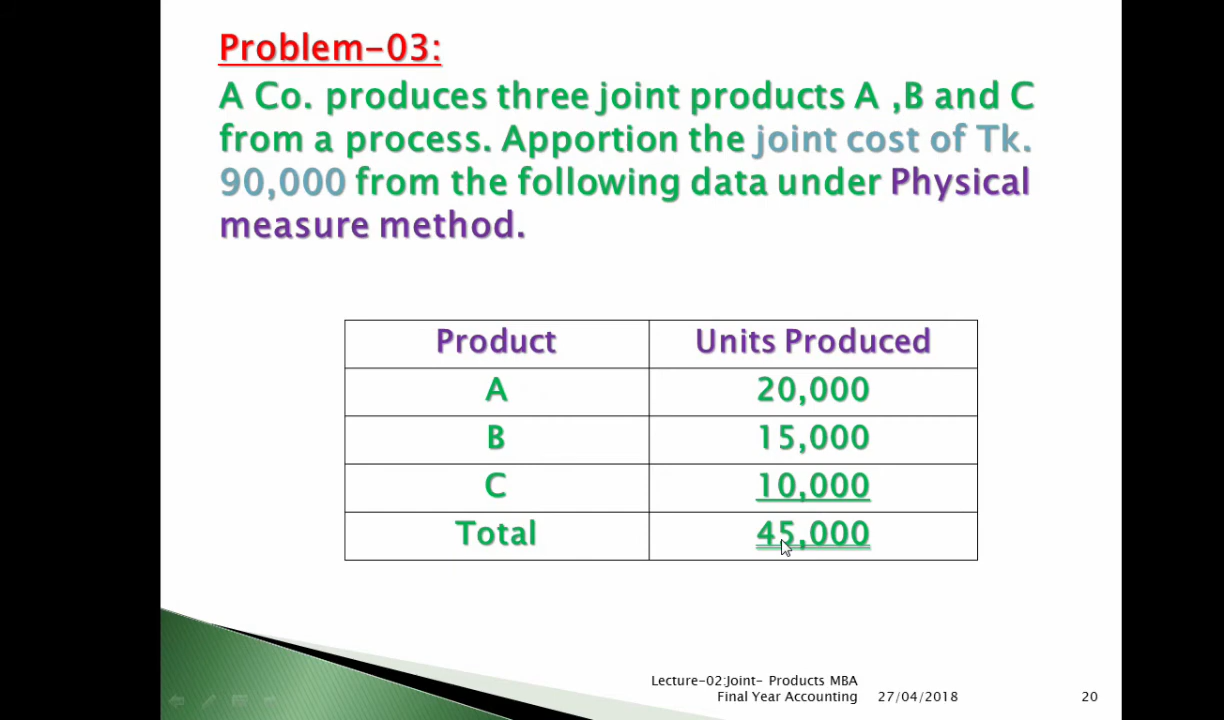 Problem-03:
A Co. produces three joint products A ,B and C
from a process. Apportion the joint cost of Tk.
90,000 from the following data under Physical
measure method.
Product Units Produced
A 20,000
B 15,000
C 10,000
Total 45,000
Lecture-02:Joint- Products MBA
Final Year Accounting 27/04/2018 20